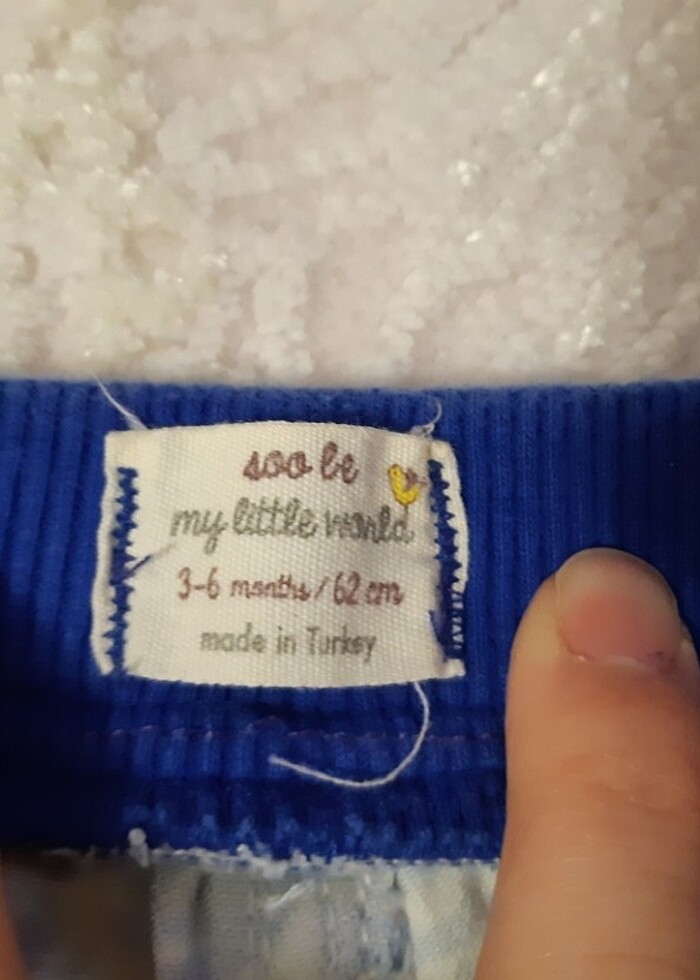 soo be
my little world
3-6 months / 62 cm
made in Turkey